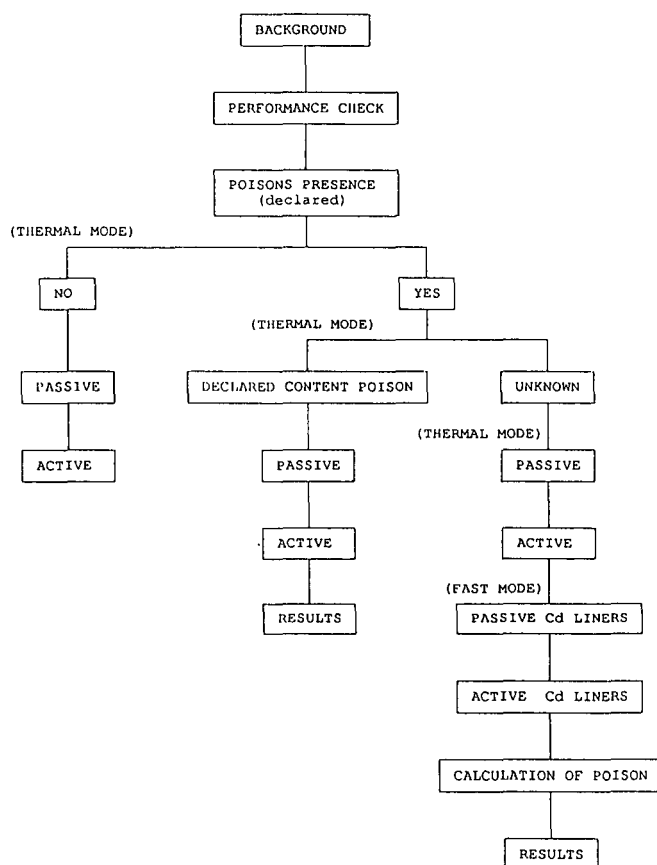 BACKGROUND
PERFORMANCE CHECK
POISONS PRESENCE
(declared)
(THERMAL MODE)
NO
YES
(THERMAL MODE)
PASSIVE
DECLARED CONTENT POISON
UNKNOWN
(THERMAL MODE)
ACTIVE
PASSIVE
PASSIVE
ACTIVE
ACTIVE
(FAST MODE)
RESULTS
PASSIVE Cd LINERS
ACTIVE Cd LINERS
CALCULATION OF POISON
RESULTS